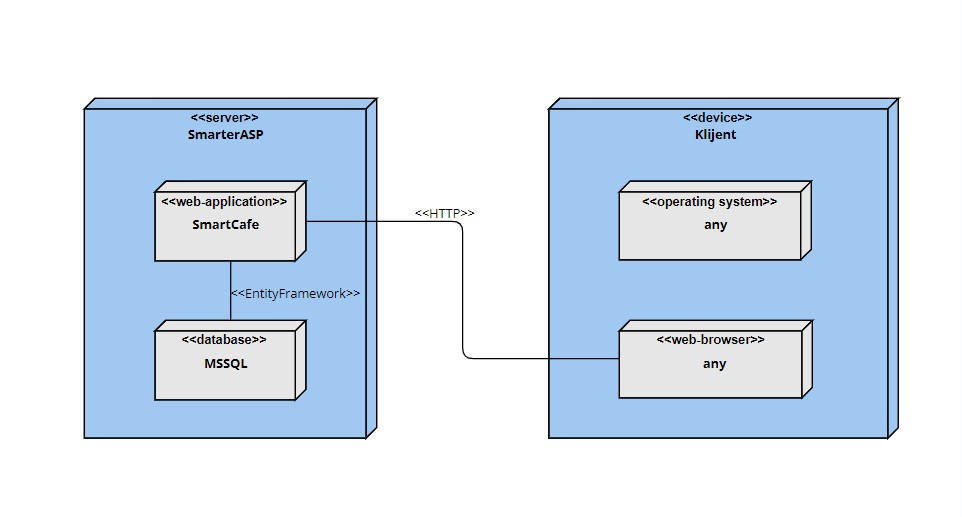 <<server>>
SmarterASP
<<web-application>>
SmartCafe
<<EntityFramework>>
<<database>>
MSSQL
<<HTTP>>
<<device>>
Klijent
<<operating system>>
any
<<web-browser>>
any